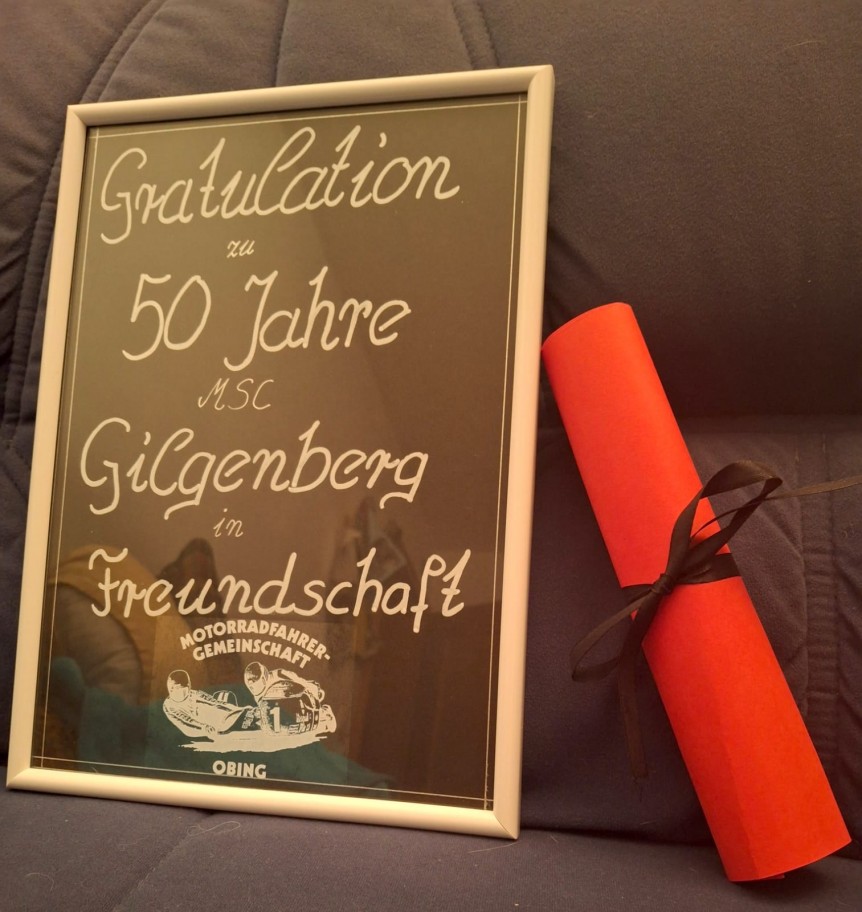 Gratulation
zu
50 Jahre
MSC
Gilgenberg
in
Freundschaft
MOTORRADFAHRER-
GEMEINSCHAFT
1
OBING